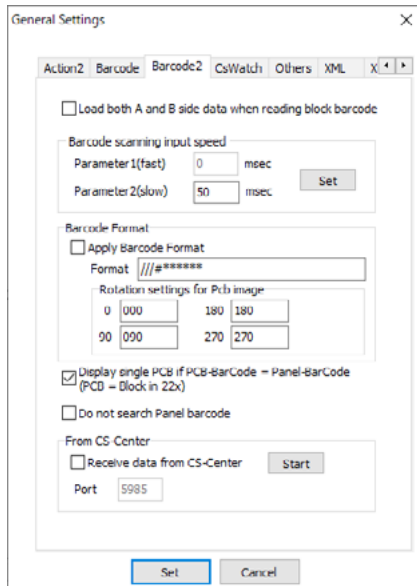 General Settings
Action2 Barcode Barcode2 CsWatch Others XML X
Load both A and B side data when reading block barcode
Barcode scanning input speed
Parameter1(fast) 0 msec
Parameter2(slow) 50 msec
Set
Barcode Format
Apply Barcode Format
Format ///#******
Rotation settings for Pcb image
0 000 180 180
90 090 270 270
Display single PCB if PCB-BarCode = Panel-BarCode
(PCB = Block in 22x)
Do not search Panel barcode
From CS-Center
Receive data from CS-Center Start
Port 5985
Set Cancel